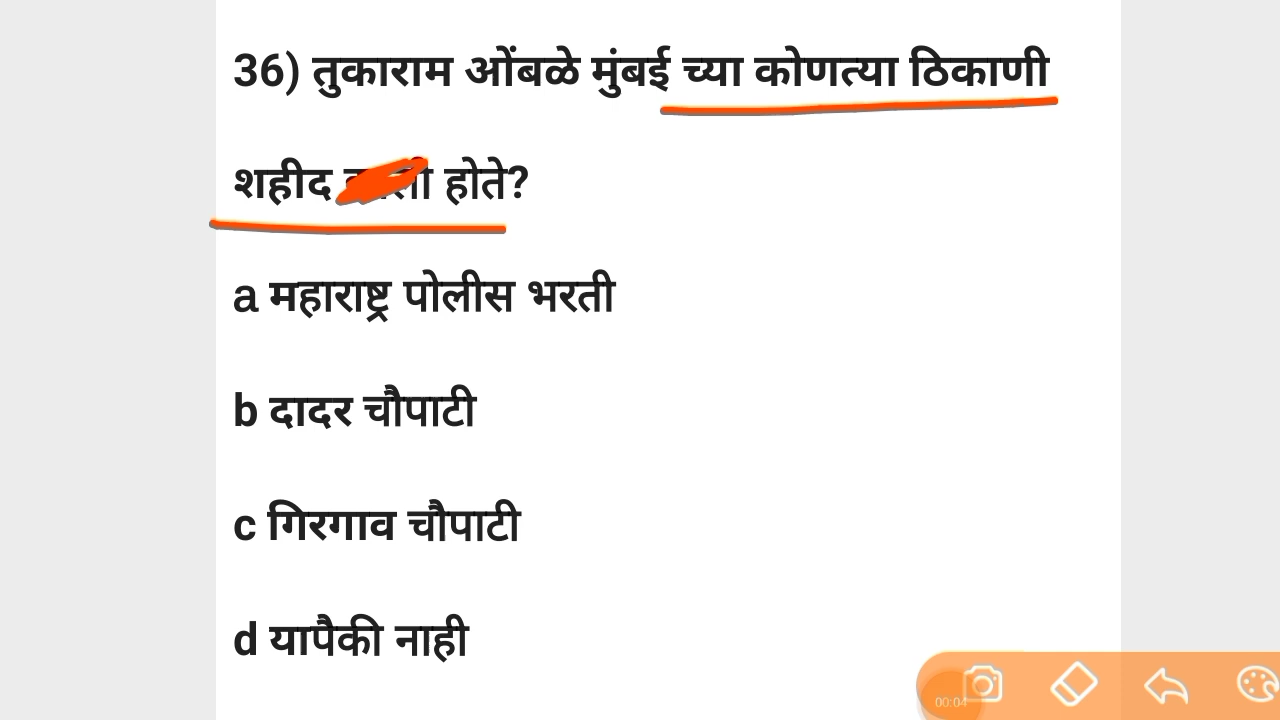 36) तुकाराम ओंबळे मुंबई च्या कोणत्या ठिकाणी
शहीद होते?
a महाराष्ट्र पोलीस भरती
b दादर चौपाटी
c गिरगाव चौपाटी
d यापैकी नाही
00:04